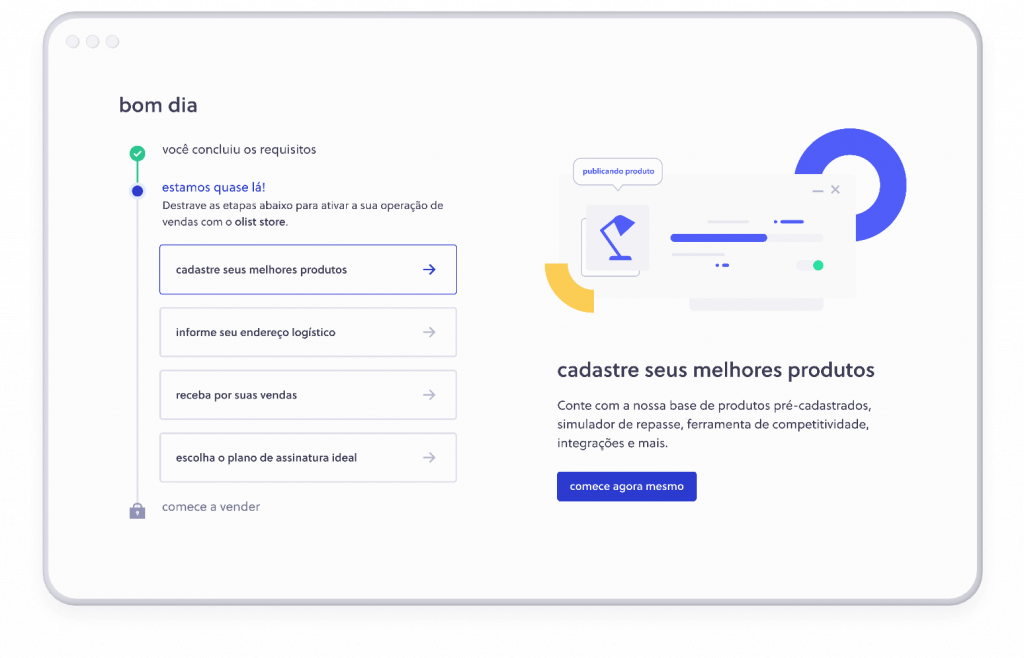 bom dia
você concluiu os requisitos
estamos quase lá!
Destrave as etapas abaixo para ativar a sua operação de
vendas com o olist store.
cadastre seus melhores produtos
informe seu endereço logístico
receba por suas vendas
escolha o plano de assinatura ideal
comece a vender
publicando produto
cadastre seus melhores produtos
Conte com a nossa base de produtos pré-cadastrados,
simulador de repasse, ferramenta de competitividade,
integrações e mais.
comece agora mesmo